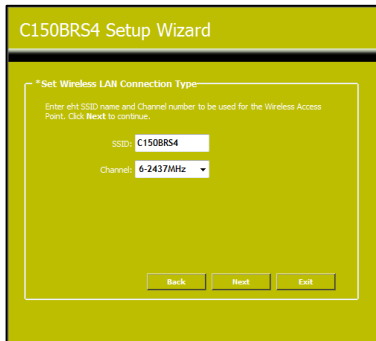 C150BRS4 Setup Wizard
*Set Wireless LAN Connection Type
Enter eht SSID name and Channel number to be used for the Wireless Access
Point. Click Next to continue.
SSID: C150BRS4
Channel: 6-2437MHz
Back Next Exit